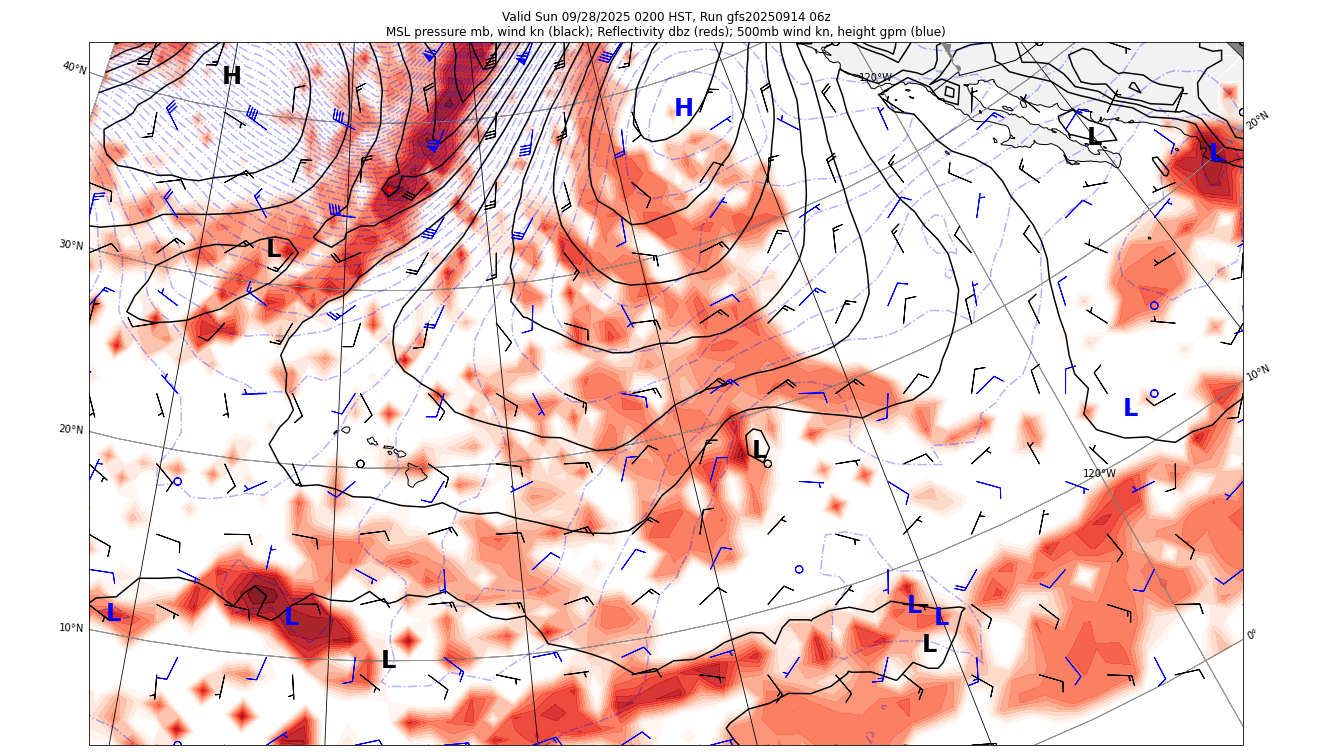 Valid Sun 09/28/2025 0200 HST, Run gfs20250914 06z
MSL pressure mb, wind kn (black); Reflectivity dbz (reds); 500mb wind kn, height gpm (blue)
40°N
H
120°W
H
20°N
L
L
30°N
L
10°N
L
20°N
L
120°W
L
L
L
L
10°N
L
0°
L